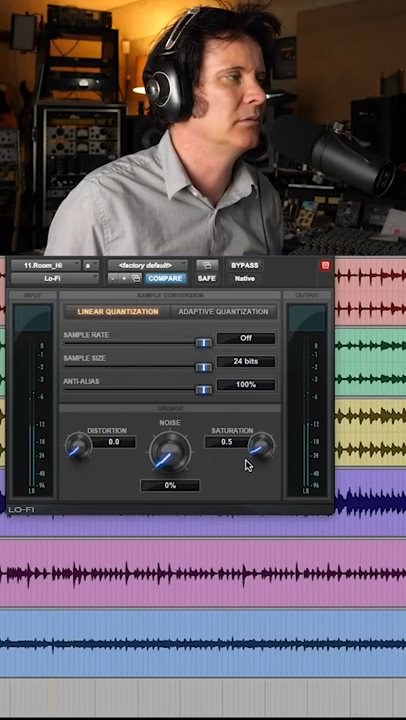 11.Room_Hi
<factory default>
BYPASS
Lo-Fi
- + COMPARE
SAFE
Native
INPUT
SAMPLE CONVERSION
OUTPUT
LINEAR QUANTIZATION
ADAPTIVE QUANTIZATION
SAMPLE RATE
Off
SAMPLE SIZE
24 bits
ANTI-ALIAS
100%
GRUNGE
DISTORTION
0.0
NOISE
0%
SATURATION
0.5
LO-FI